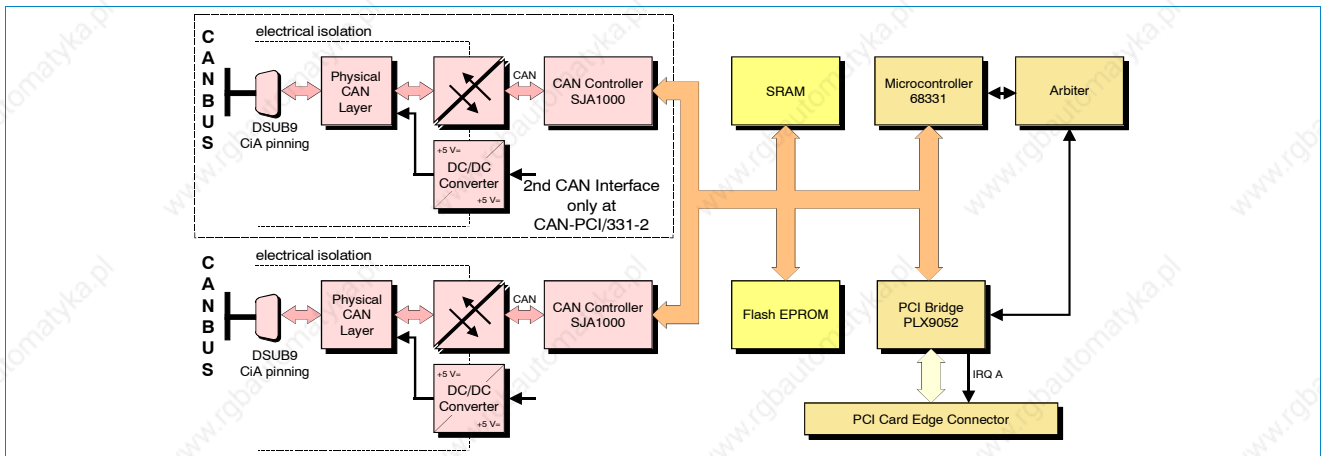 C
A
N
B
U
S
electrical isolation
DSUB9
CiA pinning
Physical
CAN
Layer
CAN
CAN Controller
SJA1000
+5 V=
DC/DC
Converter
+5 V=
2nd CAN Interface
only at
CAN-PCI/331-2
SRAM
Microcontroller
68331
Arbiter
C
A
N
B
U
S
electrical isolation
DSUB9
CiA pinning
Physical
CAN
Layer
CAN
CAN Controller
SJA1000
+5 V=
DC/DC
Converter
+5 V=
Flash EPROM
PCI Bridge
PLX9052
IRQ A
PCI Card Edge Connector
www.rgbautomatyka.pl